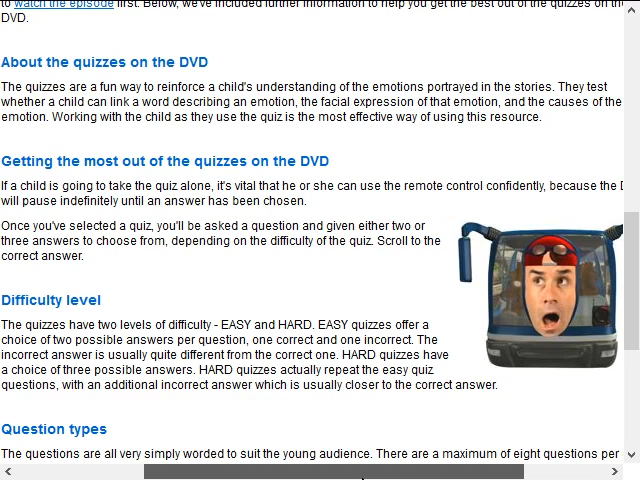 to watch the episode first. Below, we've included further information to help you get the best out of the quizzes on the
DVD.
About the quizzes on the DVD
The quizzes are a fun way to reinforce a child's understanding of the emotions portrayed in the stories. They test
whether a child can link a word describing an emotion, the facial expression of that emotion, and the causes of the
emotion. Working with the child as they use the quiz is the most effective way of using this resource.
Getting the most out of the quizzes on the DVD
If a child is going to take the quiz alone, it's vital that he or she can use the remote control confidently, because the
will pause indefinitely until an answer has been chosen.
Once you've selected a quiz, you'll be asked a question and given either two or
three answers to choose from, depending on the difficulty of the quiz. Scroll to the
correct answer.
Difficulty level
The quizzes have two levels of difficulty - EASY and HARD. EASY quizzes offer a
choice of two possible answers per question, one correct and one incorrect. The
incorrect answer is usually quite different from the correct one. HARD quizzes have
a choice of three possible answers. HARD quizzes actually repeat the easy quiz
questions, with an additional incorrect answer which is usually closer to the correct answer.
Question types
The questions are all very simply worded to suit the young audience. There are a maximum of eight questions per